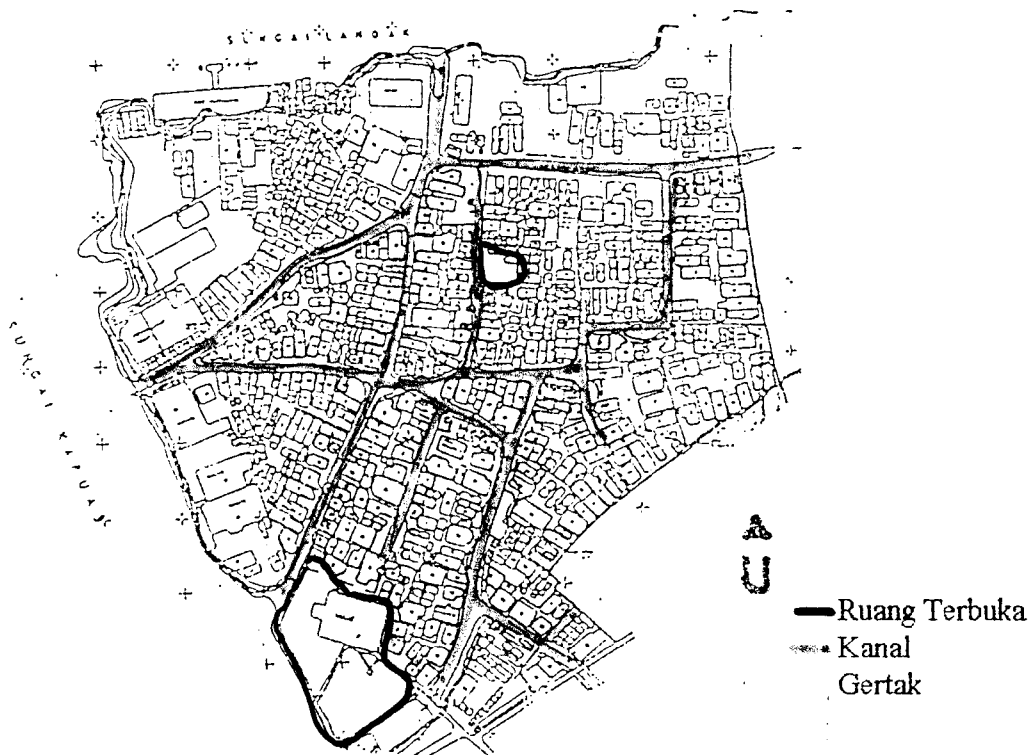 SUNGAI LANDAK
SUNGAI KAPUAS
U
Ruang Terbuka
Kanal
Gertak